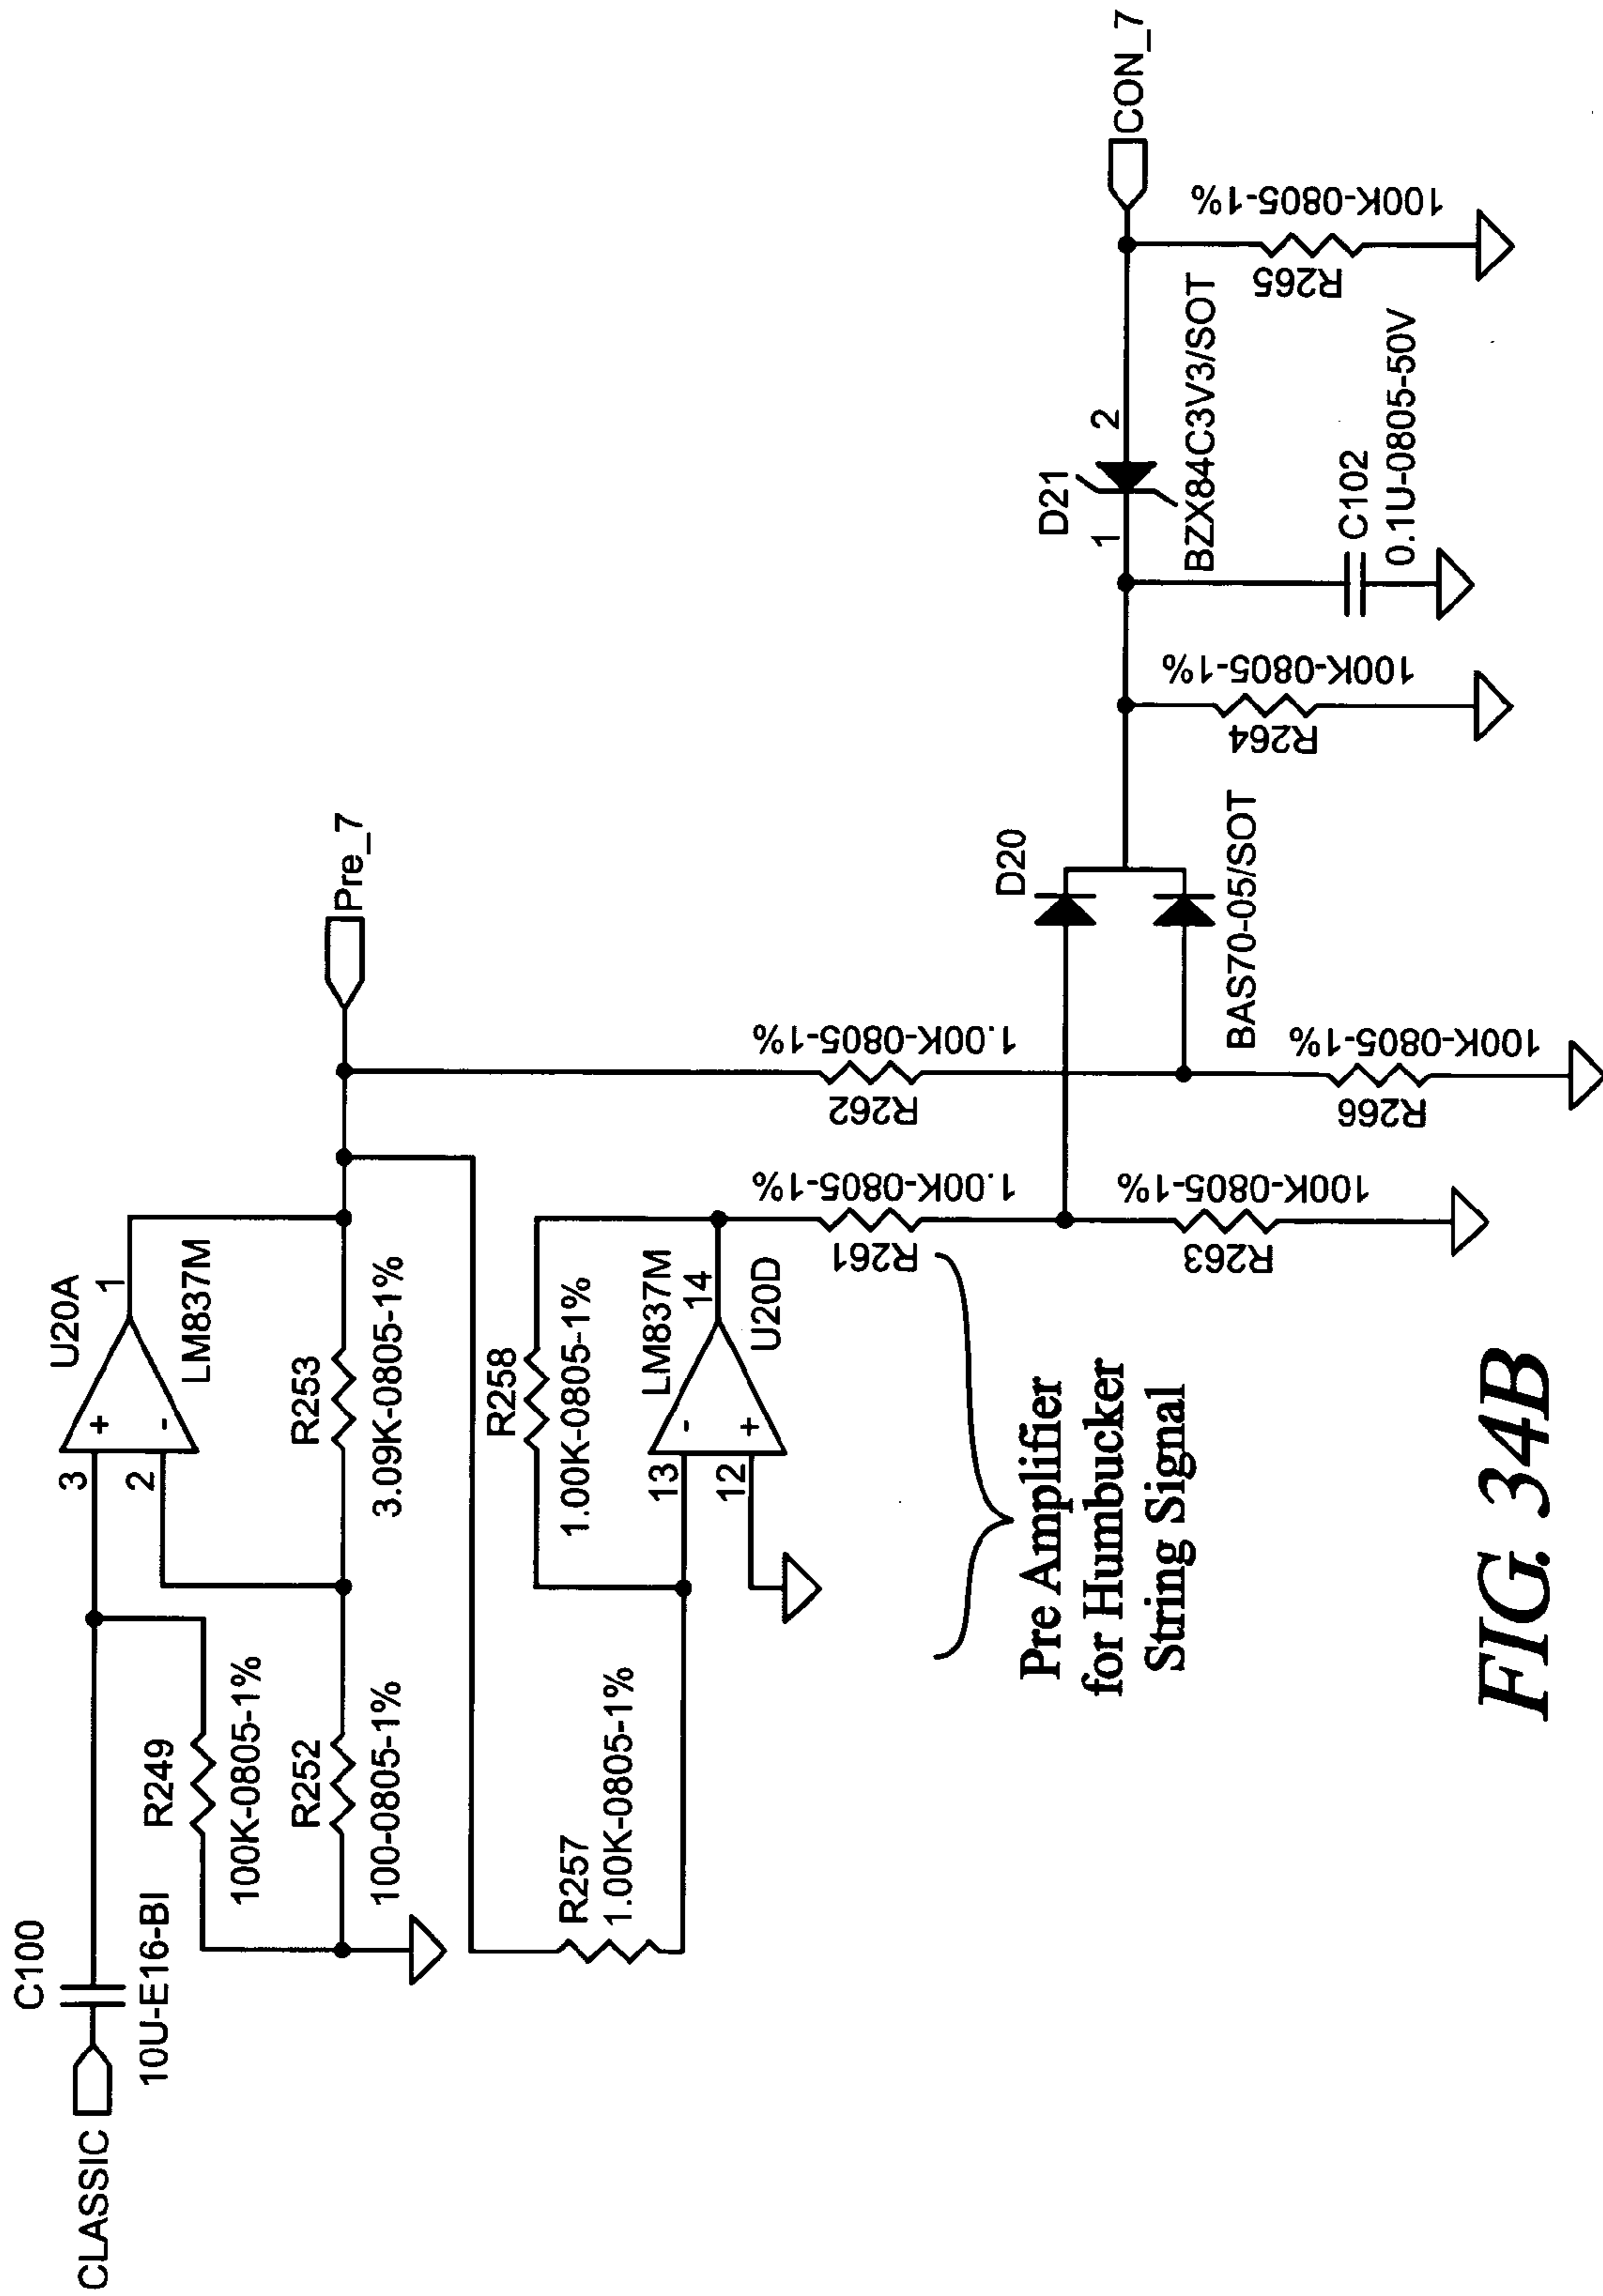 CLASSIC
C100
10U-E16-BI
R249
100K-0805-1%
R252
100-0805-1%
3
2
+
-
U20A
1
LM837M
R253
3.09K-0805-1%
Pre_7
R257
1.00K-0805-1%
R258
1.00K-0805-1%
13
12
-
+
LM837M
14
U20D
R262
1.00K-0805-1%
R261
1.00K-0805-1%
R263
100K-0805-1%
R266
100K-0805-1%
D20
BAS70-05/SOT
R264
100K-0805-1%
C102
0.1U-0805-50V
D21
1
2
BZX84C3V3/SOT
R265
100K-0805-1%
CON_7
Pre Amplifier
for Humbucker
String Signal
FIG. 34B